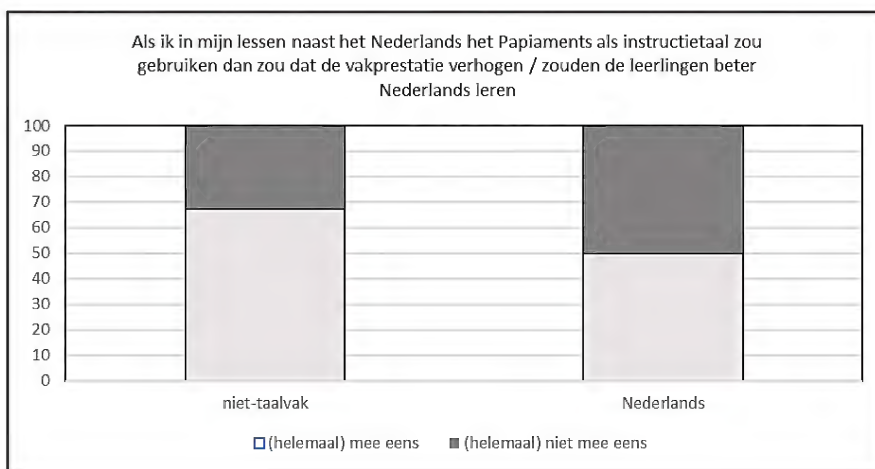 Als ik in mijn lessen naast het Nederlands het Papiaments als instructietaal zou
gebruiken dan zou dat de vakprestatie verhogen / zouden de leerlingen beter
Nederlands leren
100
90
80
70
60
50
40
30
20
10
0
niet-taalvak Nederlands
(helemaal) mee eens (helemaal) niet mee eens